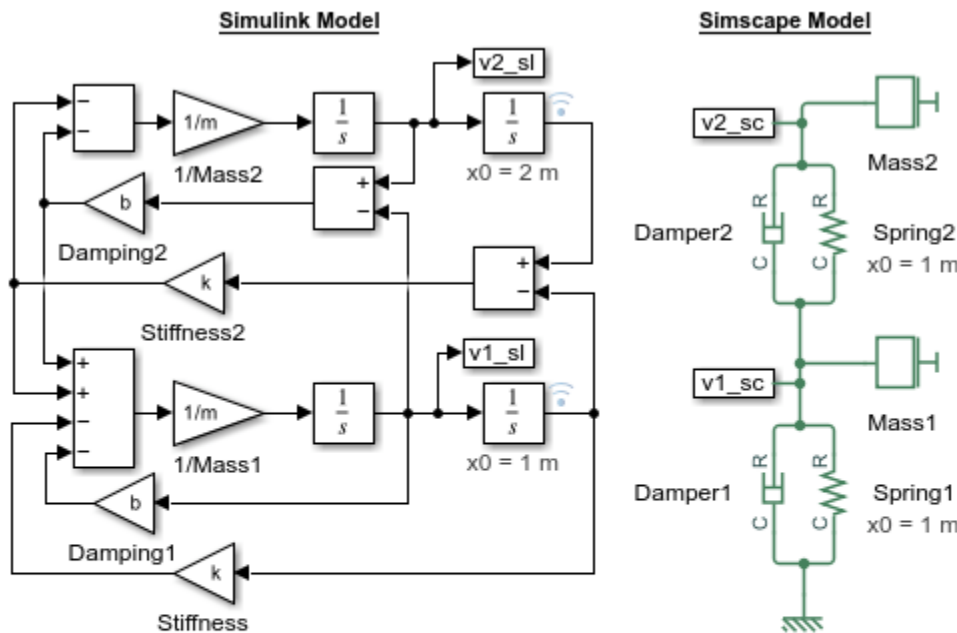 Simulink Model
Simscape Model
v2_sl
−
−
1/m
1
s
1
s
1/Mass2
x0 = 2 m
v2_sc
Mass2
+
−
b
Damping2
R
R
Damper2
Spring2
C
C
x0 = 1 m
+
−
k
Stiffness2
v1_sl
+
+
−
−
1/m
1
s
1
s
1/Mass1
x0 = 1 m
v1_sc
Mass1
b
Damping1
R
R
Damper1
Spring1
C
C
x0 = 1 m
k
Stiffness